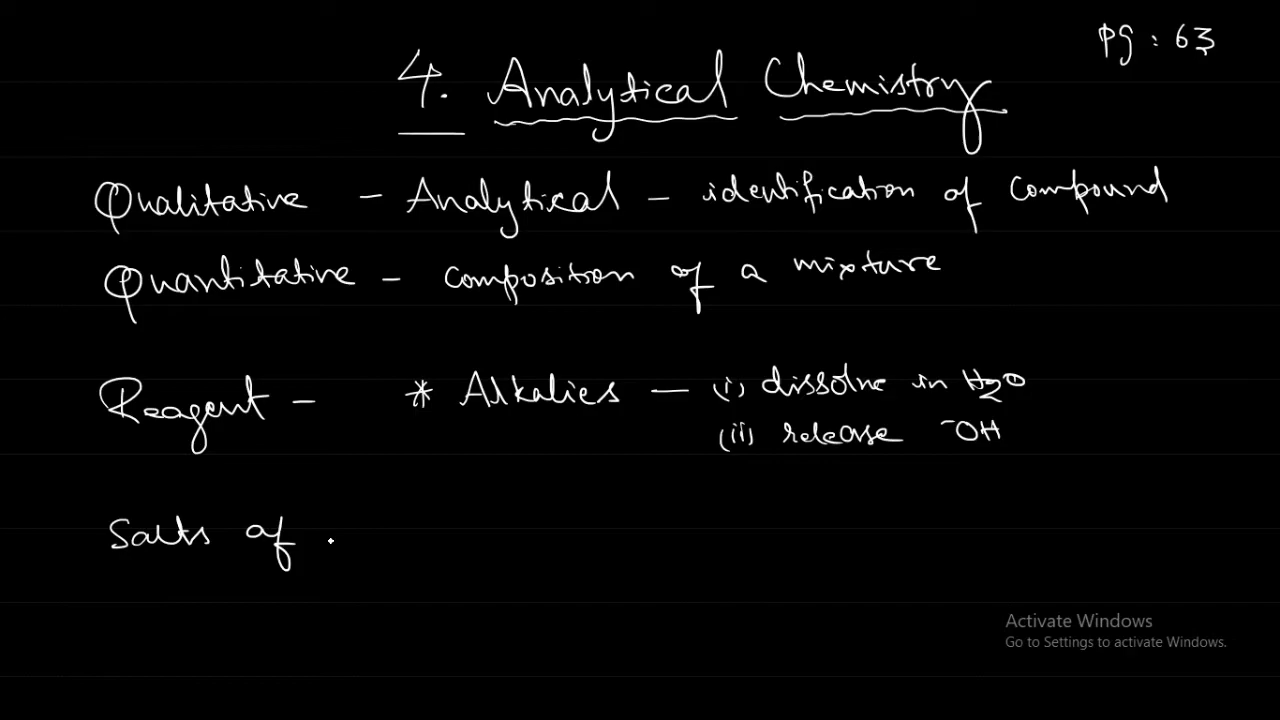 pg : 63
4. Analytical Chemistry
Qualitative - Analytical - identification of Compound
Quantitative - Composition of a mixture
Reagent - * Alkalies - (i) dissolve in H₂O
(ii) release ⁻OH
Salts of
Activate Windows
Go to Settings to activate Windows.